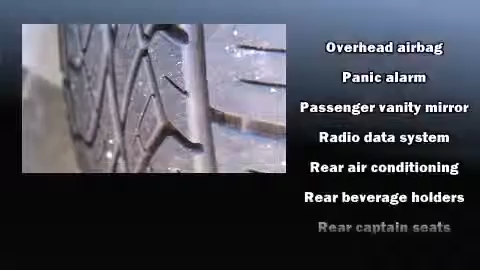 Overhead airbag
Panic alarm
Passenger vanity mirror
Radio data system
Rear air conditioning
Rear beverage holders
Rear captain seats